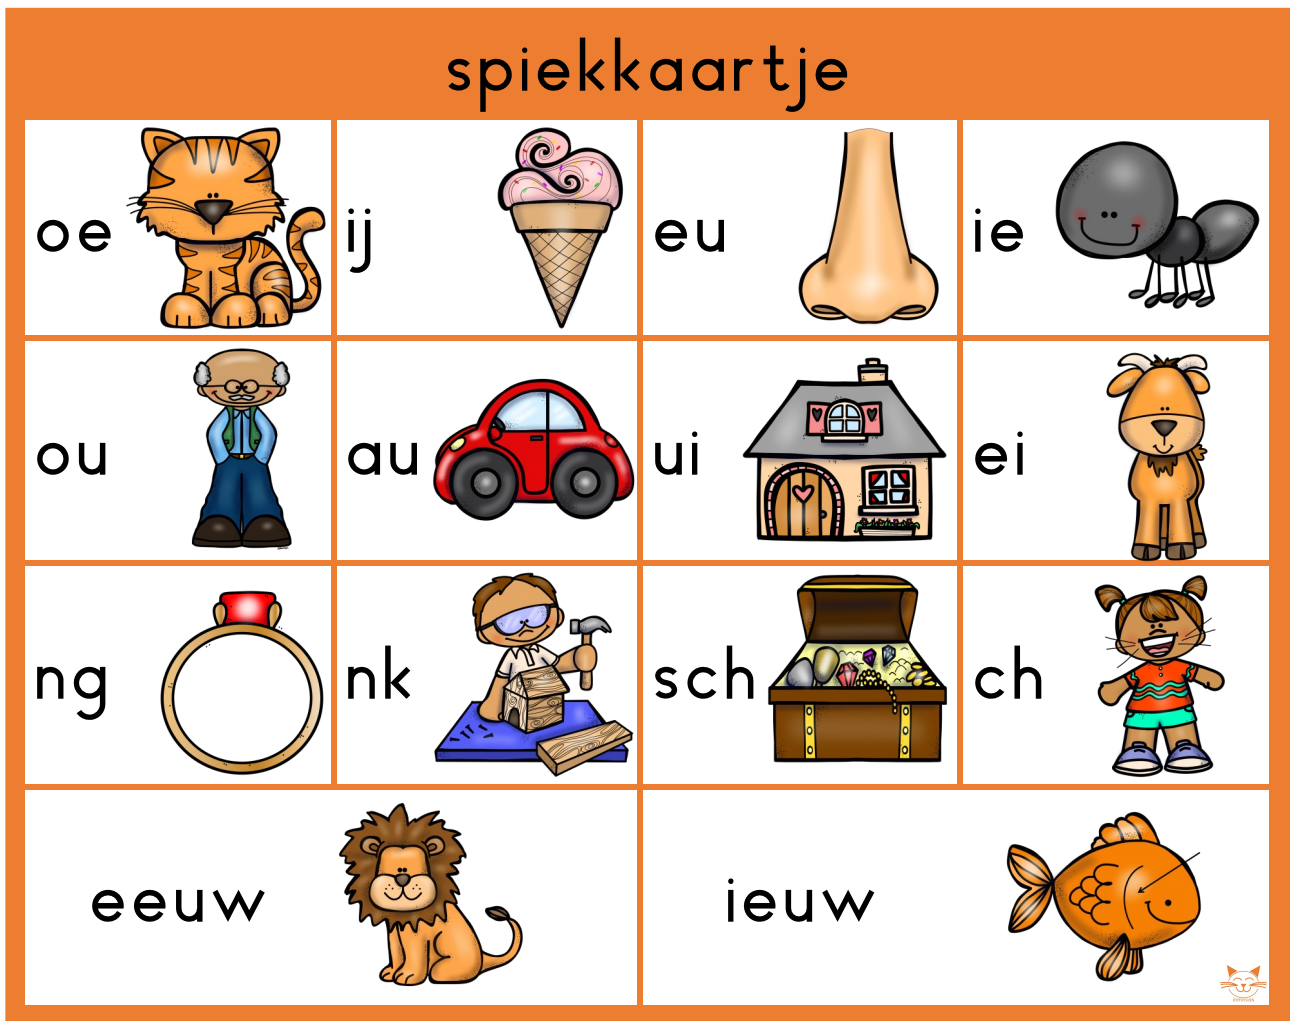 spiekkaartje
oe ij eu ie
ou au ui ei
ng nk sch ch
eeuw ieuw